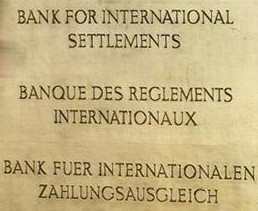 BANK FOR INTERNATIONAL
SETTLEMENTS
BANQUE DES REGLEMENTS
INTERNATIONAUX
BANK FUER INTERNATIONALEN
ZAHLUNGSAUSGLEICH